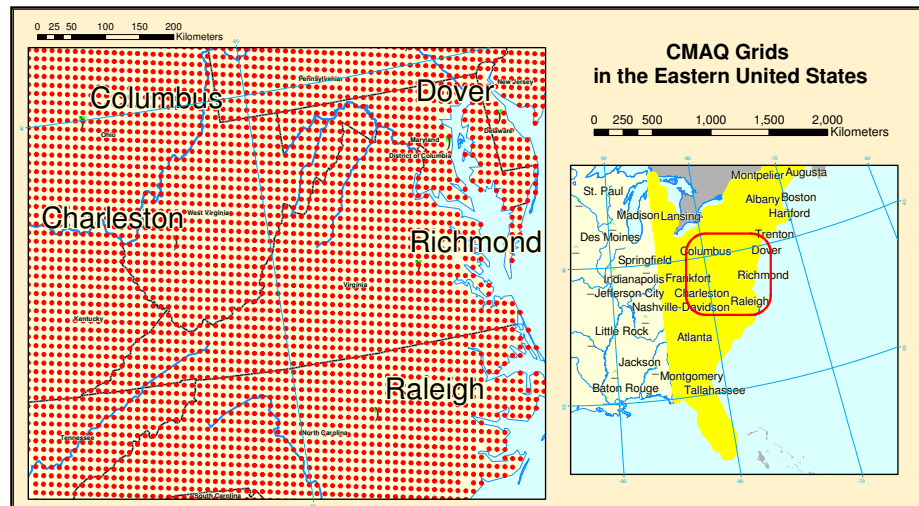 0 25 50 100 150 200
Kilometers
Pennsylvania
New Jersey
Columbus
Dover
Ohio
Delaware
Maryland
District of Columbia
West Virginia
Charleston
Richmond
Virginia
Kentucky
Raleigh
Tennessee
North Carolina
South Carolina
CMAQ Grids
in the Eastern United States
0 250 500 1,000 1,500 2,000
Kilometers
Montpelier
Augusta
St. Paul
Albany
Boston
Madison
Lansing
Hartford
Des Moines
Trenton
Columbus
Dover
Springfield
Indianapolis
Frankfort
Richmond
Jefferson City
Charleston
Raleigh
Nashville-Davidson
Little Rock
Atlanta
Jackson
Montgomery
Baton Rouge
Tallahassee